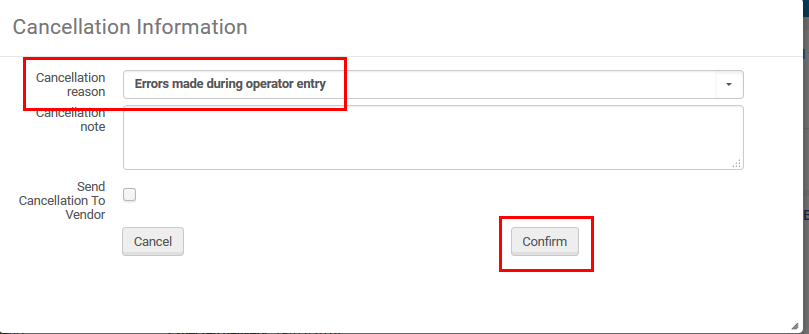 Cancellation Information
Cancellation
reason
Errors made during operator entry
Cancellation
note
Send
Cancellation To
Vendor
Cancel
Confirm